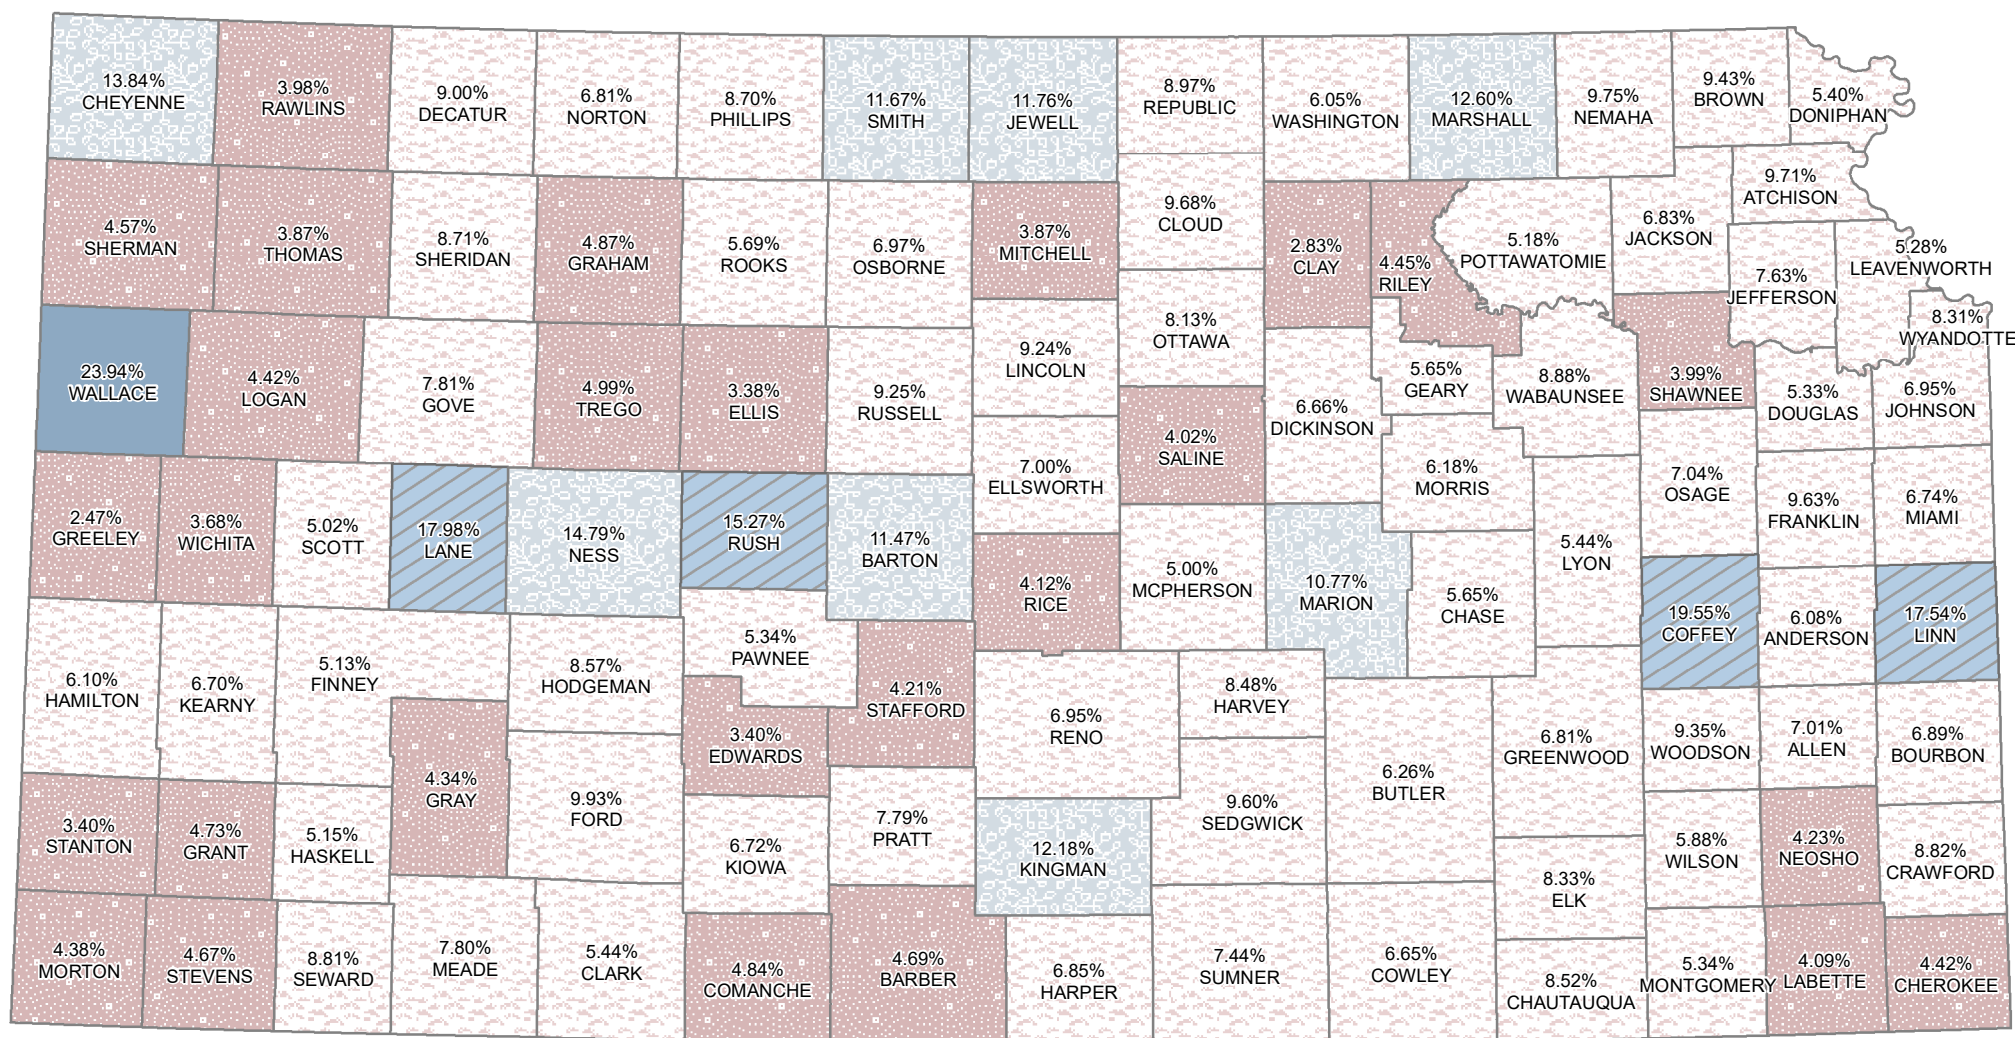 13.84%
CHEYENNE
3.98%
RAWLINS
9.00%
DECATUR
6.81%
NORTON
8.70%
PHILLIPS
11.67%
SMITH
11.76%
JEWELL
8.97%
REPUBLIC
6.05%
WASHINGTON
12.60%
MARSHALL
9.75%
NEMAHA
9.43%
BROWN
5.40%
DONIPHAN
4.57%
SHERMAN
3.87%
THOMAS
8.71%
SHERIDAN
4.87%
GRAHAM
5.69%
ROOKS
6.97%
OSBORNE
3.87%
MITCHELL
9.68%
CLOUD
2.83%
CLAY
4.45%
RILEY
5.18%
POTTAWATOMIE
6.83%
JACKSON
9.71%
ATCHISON
7.63%
JEFFERSON
5.28%
LEAVENWORTH
8.31%
WYANDOTTE
23.94%
WALLACE
4.42%
LOGAN
7.81%
GOVE
4.99%
TREGO
3.38%
ELLIS
9.25%
RUSSELL
9.24%
LINCOLN
8.13%
OTTAWA
6.66%
DICKINSON
5.65%
GEARY
8.88%
WABAUNSEE
3.99%
SHAWNEE
5.33%
DOUGLAS
6.95%
JOHNSON
4.02%
SALINE
7.00%
ELLSWORTH
6.18%
MORRIS
7.04%
OSAGE
9.63%
FRANKLIN
6.74%
MIAMI
2.47%
GREELEY
3.68%
WICHITA
5.02%
SCOTT
17.98%
LANE
14.79%
NESS
15.27%
RUSH
11.47%
BARTON
4.12%
RICE
5.00%
MCPHERSON
10.77%
MARION
5.65%
CHASE
5.44%
LYON
19.55%
COFFEY
6.08%
ANDERSON
17.54%
LINN
6.10%
HAMILTON
6.70%
KEARNY
5.13%
FINNEY
8.57%
HODGEMAN
5.34%
PAWNEE
4.21%
STAFFORD
6.95%
RENO
8.48%
HARVEY
6.26%
BUTLER
6.81%
GREENWOOD
9.35%
WOODSON
7.01%
ALLEN
6.89%
BOURBON
4.34%
GRAY
9.93%
FORD
3.40%
EDWARDS
3.40%
STANTON
4.73%
GRANT
5.15%
HASKELL
6.72%
KIOWA
7.79%
PRATT
12.18%
KINGMAN
9.60%
SEDGWICK
8.33%
ELK
5.88%
WILSON
4.23%
NEOSHO
8.82%
CRAWFORD
4.38%
MORTON
4.67%
STEVENS
8.81%
SEWARD
7.80%
MEADE
5.44%
CLARK
4.84%
COMANCHE
4.69%
BARBER
6.85%
HARPER
7.44%
SUMNER
6.65%
COWLEY
8.52%
CHAUTAUQUA
5.34%
MONTGOMERY
4.09%
LABETTE
4.42%
CHEROKEE